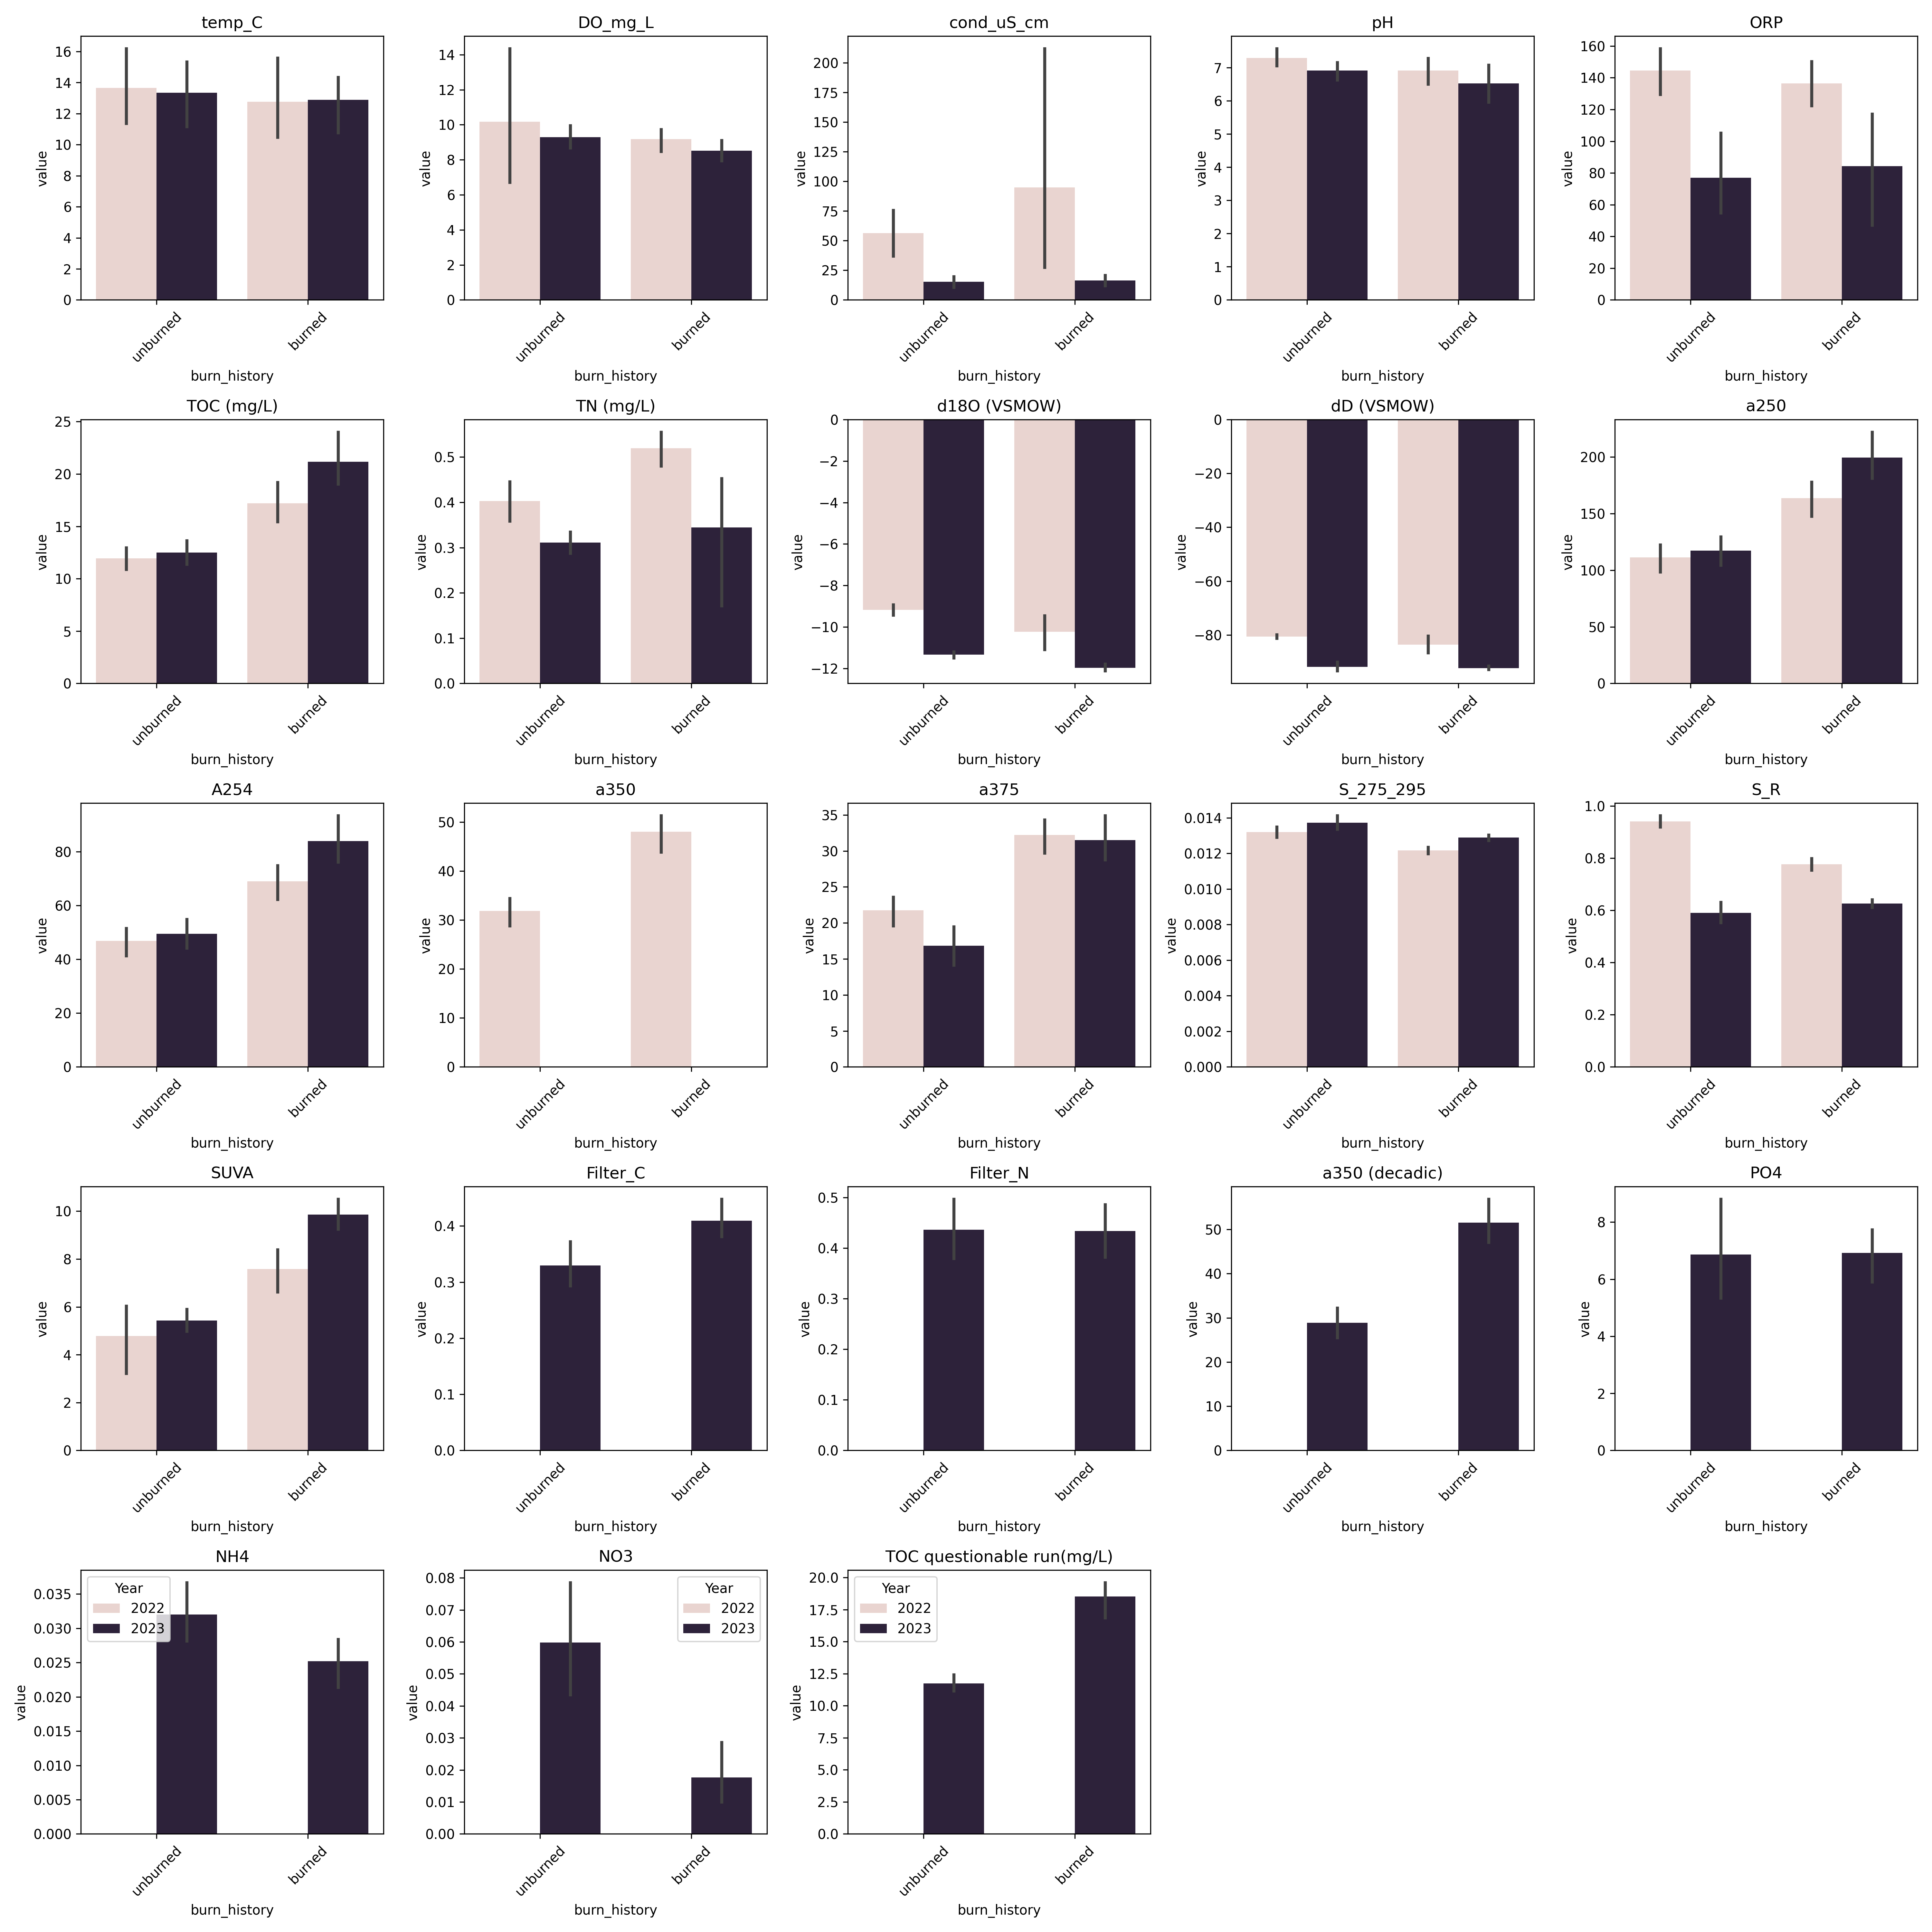 temp_C
value
16
14
12
10
8
6
4
2
0
unburned
burned
burn_history
DO_mg_L
value
14
12
10
8
6
4
2
0
unburned
burned
burn_history
cond_uS_cm
value
200
175
150
125
100
75
50
25
0
unburned
burned
burn_history
pH
value
7
6
5
4
3
2
1
0
unburned
burned
burn_history
ORP
value
160
140
120
100
80
60
40
20
0
unburned
burned
burn_history
TOC (mg/L)
value
25
20
15
10
5
0
unburned
burned
burn_history
TN (mg/L)
value
0.5
0.4
0.3
0.2
0.1
0.0
unburned
burned
burn_history
d18O (VSMOW)
value
0
−2
−4
−6
−8
−10
−12
unburned
burned
burn_history
dD (VSMOW)
value
0
−20
−40
−60
−80
unburned
burned
burn_history
a250
value
200
150
100
50
0
unburned
burned
burn_history
A254
value
80
60
40
20
0
unburned
burned
burn_history
a350
value
50
40
30
20
10
0
unburned
burned
burn_history
a375
value
35
30
25
20
15
10
5
0
unburned
burned
burn_history
S_275_295
value
0.014
0.012
0.010
0.008
0.006
0.004
0.002
0.000
unburned
burned
burn_history
S_R
value
1.0
0.8
0.6
0.4
0.2
0.0
unburned
burned
burn_history
SUVA
value
10
8
6
4
2
0
unburned
burned
burn_history
Filter_C
value
0.4
0.3
0.2
0.1
0.0
unburned
burned
burn_history
Filter_N
value
0.5
0.4
0.3
0.2
0.1
0.0
unburned
burned
burn_history
a350 (decadic)
value
50
40
30
20
10
0
unburned
burned
burn_history
PO4
value
8
6
4
2
0
unburned
burned
burn_history
NH4
value
0.035
0.030
0.025
0.020
0.015
0.010
0.005
0.000
Year
2022
2023
unburned
burned
burn_history
NO3
value
0.08
0.07
0.06
0.05
0.04
0.03
0.02
0.01
0.00
Year
2022
2023
unburned
burned
burn_history
TOC questionable run(mg/L)
value
20.0
17.5
15.0
12.5
10.0
7.5
5.0
2.5
0.0
Year
2022
2023
unburned
burned
burn_history